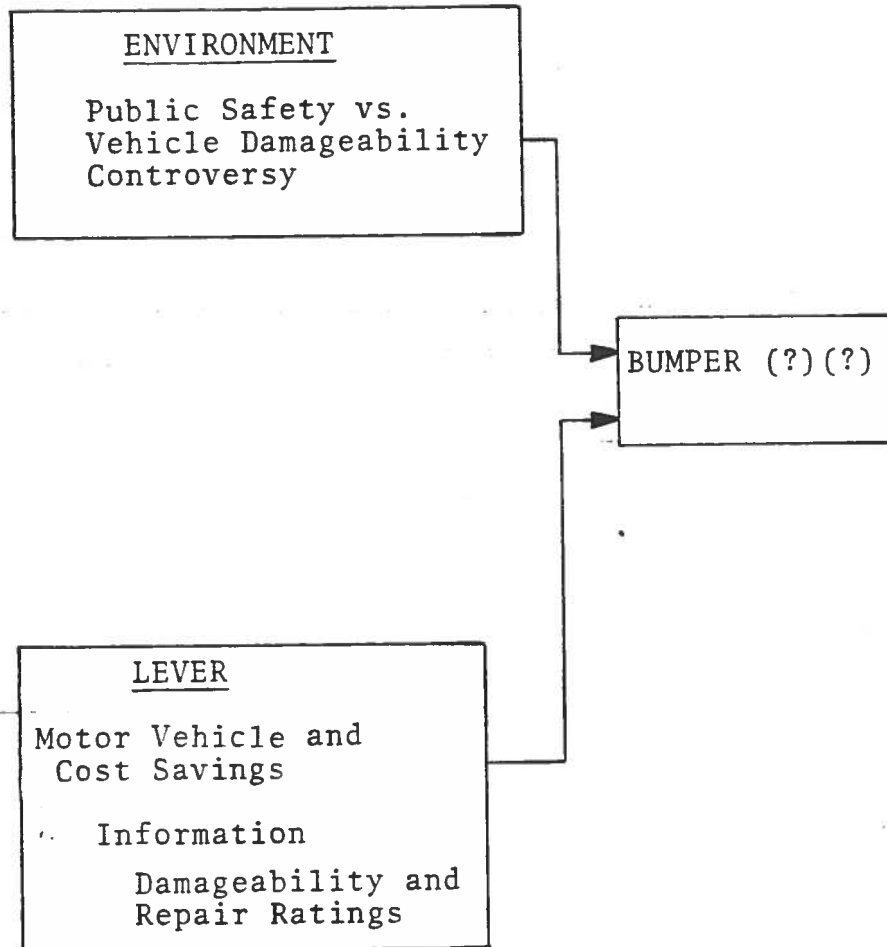 ENVIRONMENT
Public Safety vs.
Vehicle Damageability
Controversy
BUMPER (?)(?)
LEVER
Motor Vehicle and
Cost Savings
Information
Damageability and
Repair Ratings